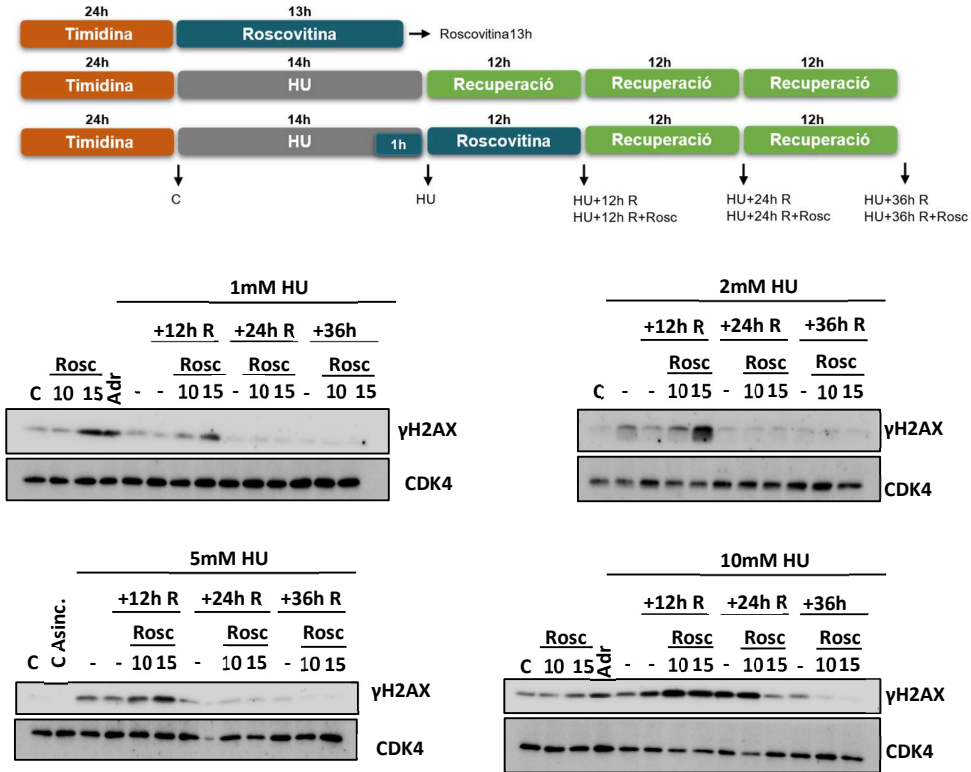 24h 13h
Timidina Roscovitina Roscovitina13h
24h 14h 12h 12h 12h
Timidina HU Recuperació Recuperació Recuperació
24h 14h 12h 12h 12h
Timidina HU 1h Roscovitina Recuperació Recuperació
C HU HU+12h R HU+24h R HU+36h R
HU+12h R+Rosc HU+24h R+Rosc HU+36h R+Rosc
1mM HU
+12h R +24h R +36h
Rosc Rosc Rosc Rosc
C 10 15 Adr - - 10 15 - 10 15 - 10 15
γH2AX
CDK4
2mM HU
+12h R +24h R +36h R
Rosc Rosc Rosc
C - - 10 15 - 10 15 - 10 15
γH2AX
CDK4
5mM HU
+12h R +24h R +36h R
Rosc Rosc Rosc
C C Asinc. - - 10 15 - 10 15 - 10 15
γH2AX
CDK4
10mM HU
+12h R +24h R +36h
Rosc Rosc Rosc Rosc
C 10 15 Adr - - 10 15 - 10 15 - 10 15
γH2AX
CDK4